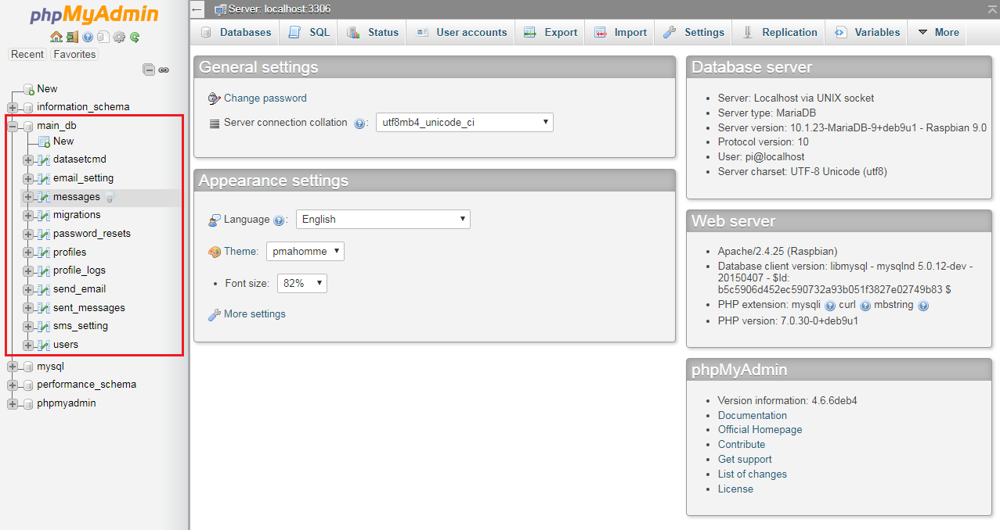 phpMyAdmin
Recent Favorites
New
information_schema
main_db
New
datasetcmd
email_setting
messages
migrations
password_resets
profiles
profile_logs
send_email
sent_messages
sms_setting
users
mysql
performance_schema
phpmyadmin
Server: localhost:3306
Databases SQL Status User accounts Export Import Settings Replication Variables More
General settings
Change password
Server connection collation : utf8mb4_unicode_ci
Appearance settings
Language : English
Theme: pmahomme
Font size: 82%
More settings
Database server
Server: Localhost via UNIX socket
Server type: MariaDB
Server version: 10.1.23-MariaDB-9+deb9u1 - Raspbian 9.0
Protocol version: 10
User: pi@localhost
Server charset: UTF-8 Unicode (utf8)
Web server
Apache/2.4.25 (Raspbian)
Database client version: libmysql - mysqlnd 5.0.12-dev -
20150407 - $Id:
b5c5906d452ec590732a93b051f3827e02749b83 $
PHP extension: mysqli curl mbstring
PHP version: 7.0.30-0+deb9u1
phpMyAdmin
Version information: 4.6.6deb4
Documentation
Official Homepage
Contribute
Get support
List of changes
License